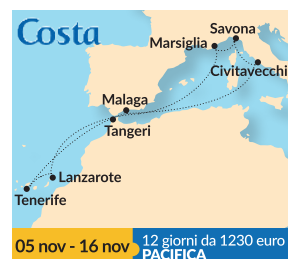 Costa
Savona
Marsiglia
Civitavecchi
Malaga
Tangeri
Lanzarote
Tenerife
05 nov - 16 nov
12 giorni da 1230 euro
PACIFICA